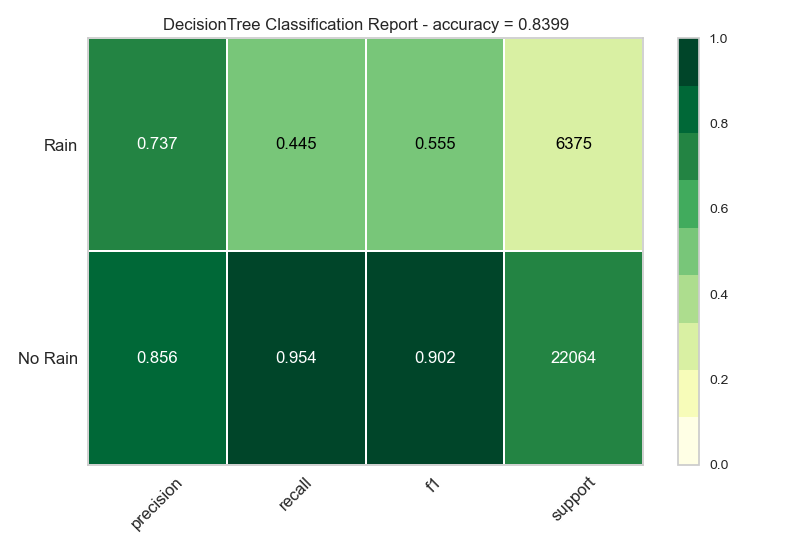 DecisionTree Classification Report - accuracy = 0.8399
Rain 0.737 0.445 0.555 6375
No Rain 0.856 0.954 0.902 22064
precision recall f1 support
1.0
0.8
0.6
0.4
0.2
0.0